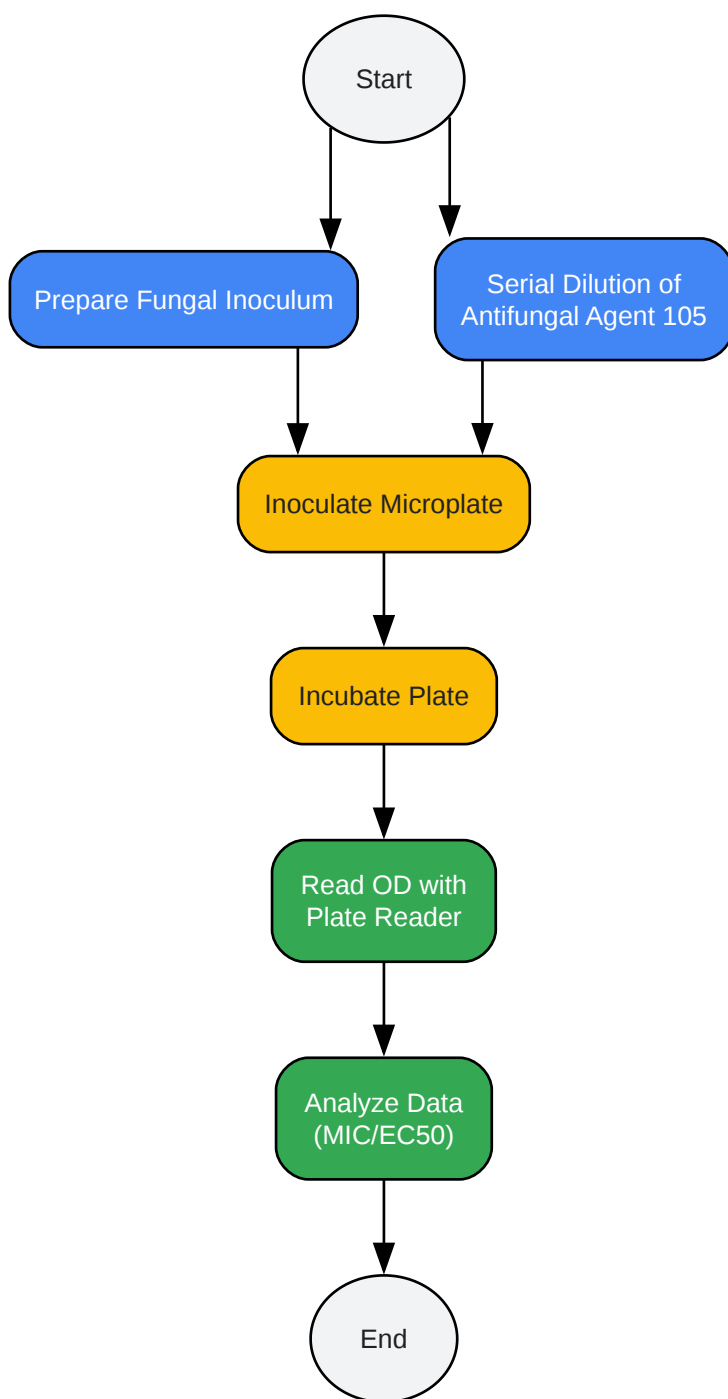 Start
Prepare Fungal Inoculum
Serial Dilution of
Antifungal Agent 105
Inoculate Microplate
Incubate Plate
Read OD with
Plate Reader
Analyze Data
(MIC/EC50)
End